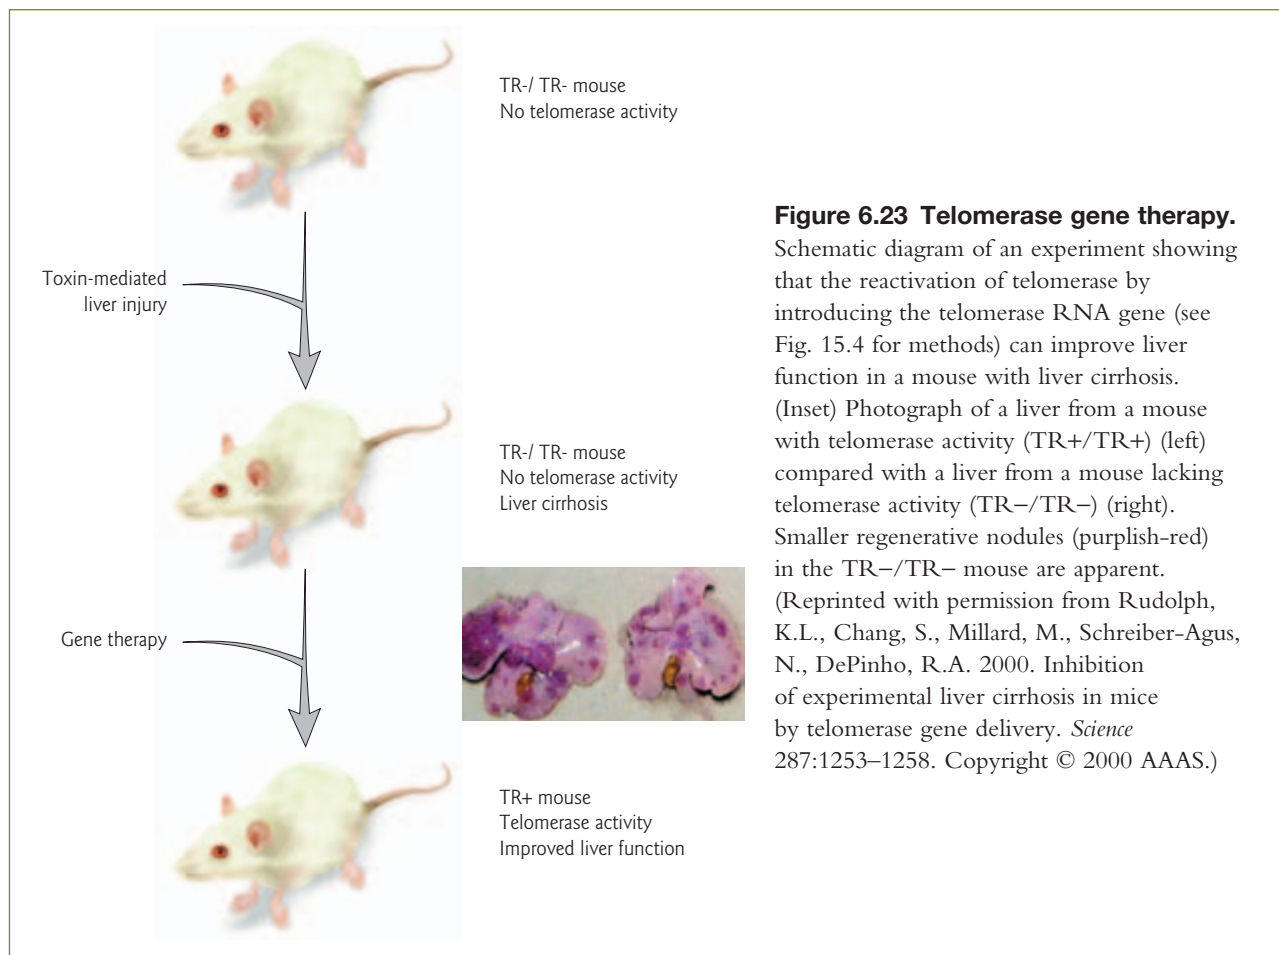 TR-/ TR- mouse
No telomerase activity
Toxin-mediated
liver injury
TR-/ TR- mouse
No telomerase activity
Liver cirrhosis
Gene therapy
TR+ mouse
Telomerase activity
Improved liver function
Figure 6.23 Telomerase gene therapy.
Schematic diagram of an experiment showing
that the reactivation of telomerase by
introducing the telomerase RNA gene (see
Fig. 15.4 for methods) can improve liver
function in a mouse with liver cirrhosis.
(Inset) Photograph of a liver from a mouse
with telomerase activity (TR+/TR+) (left)
compared with a liver from a mouse lacking
telomerase activity (TR−/TR−) (right).
Smaller regenerative nodules (purplish-red)
in the TR−/TR− mouse are apparent.
(Reprinted with permission from Rudolph,
K.L., Chang, S., Millard, M., Schreiber-Agus,
N., DePinho, R.A. 2000. Inhibition
of experimental liver cirrhosis in mice
by telomerase gene delivery. Science
287:1253–1258. Copyright © 2000 AAAS.)